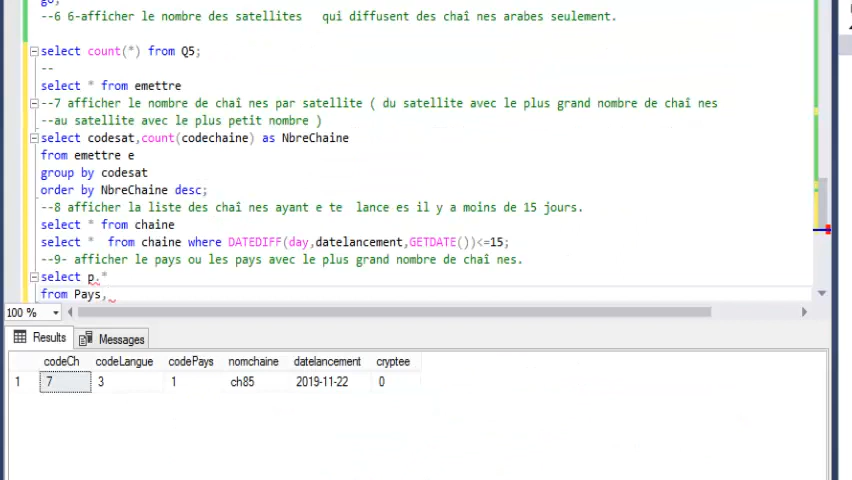 go;
--6 6-afficher le nombre des satellites   qui diffusent des chaî nes arabes seulement.
select count(*) from Q5;
--
select * from emettre
--7 afficher le nombre de chaî nes par satellite ( du satellite avec le plus grand nombre de chaî nes
--au satellite avec le plus petit nombre )
select codesat,count(codechaine) as NbreChaine
from emettre e
group by codesat
order by NbreChaine desc;
--8 afficher la liste des chaî nes ayant e te  lance es il y a moins de 15 jours.
select * from chaine
select *  from chaine where DATEDIFF(day,datelancement,GETDATE())<=15;
--9- afficher le pays ou les pays avec le plus grand nombre de chaî nes.
select p.*
from Pays,
100 %
Results Messages
codeCh codeLangue codePays nomchaine datelancement cryptee
1 7 3 1 ch85 2019-11-22 0